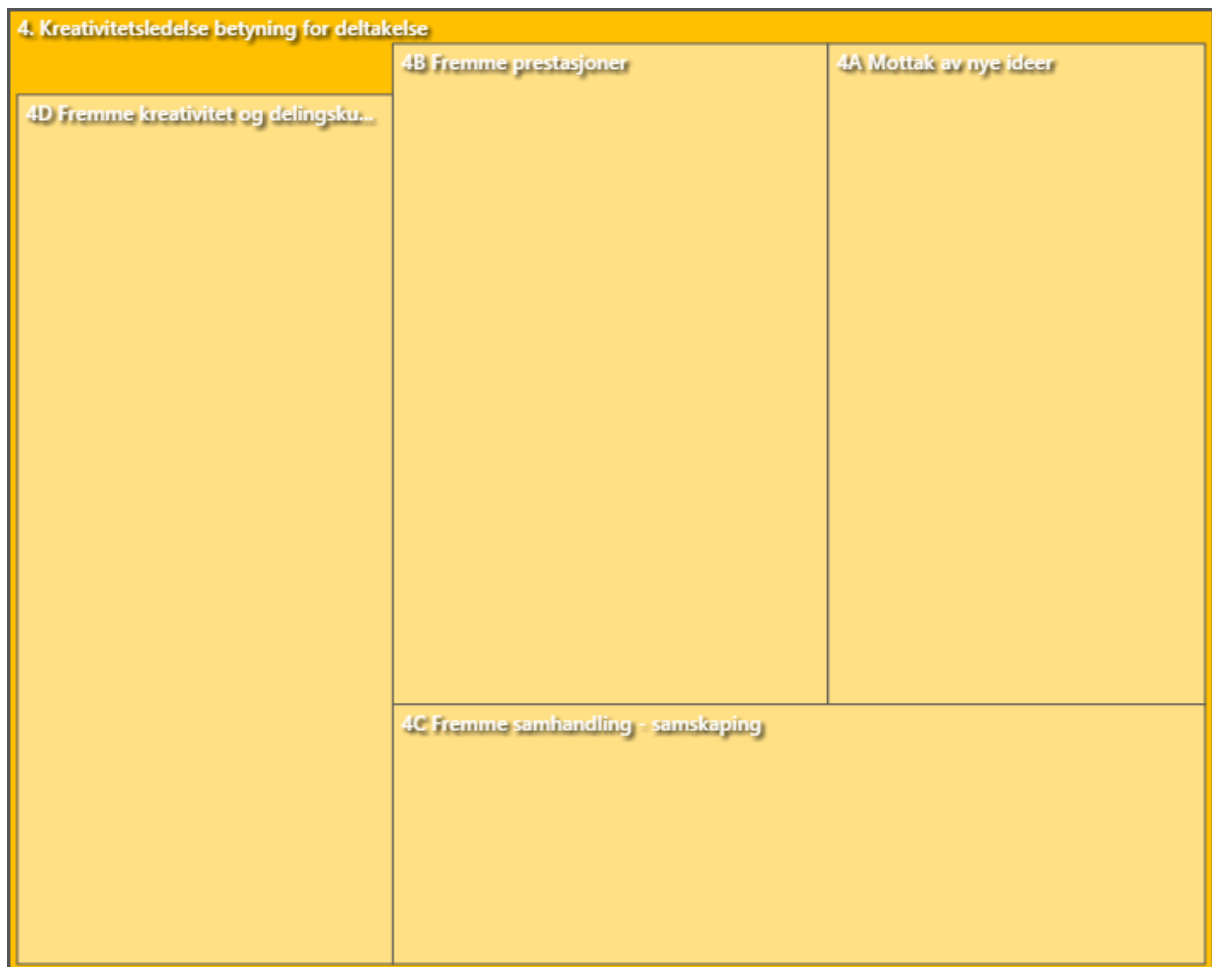 4. Kreativitetsledelse betyning for deltakelse
4B Fremme prestasjoner
4A Mottak av nye ideer
4D Fremme kreativitet og delingsku...
4C Fremme samhandling - samskaping